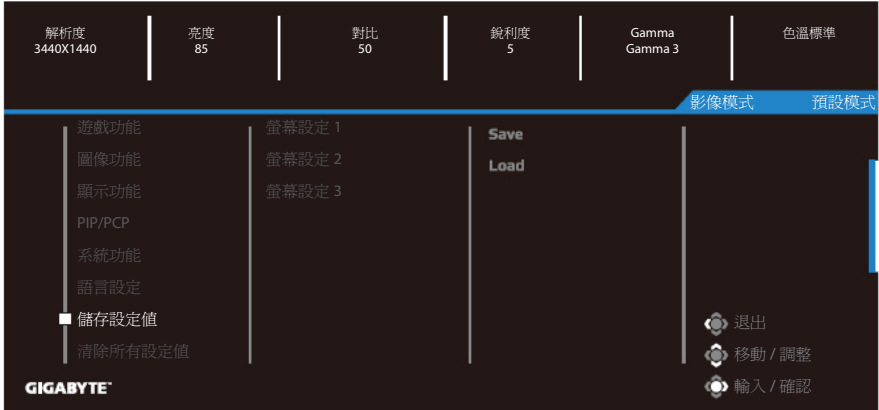 解析度
3440X1440
亮度
85
對比
50
銳利度
5
Gamma
Gamma 3
色溫標準
影像模式 預設模式
遊戲功能
圖像功能
顯示功能
PIP/PCP
系統功能
語言設定
儲存設定值
清除所有設定值
螢幕設定 1
螢幕設定 2
螢幕設定 3
Save
Load
退出
移動 / 調整
輸入 / 確認
GIGABYTE™